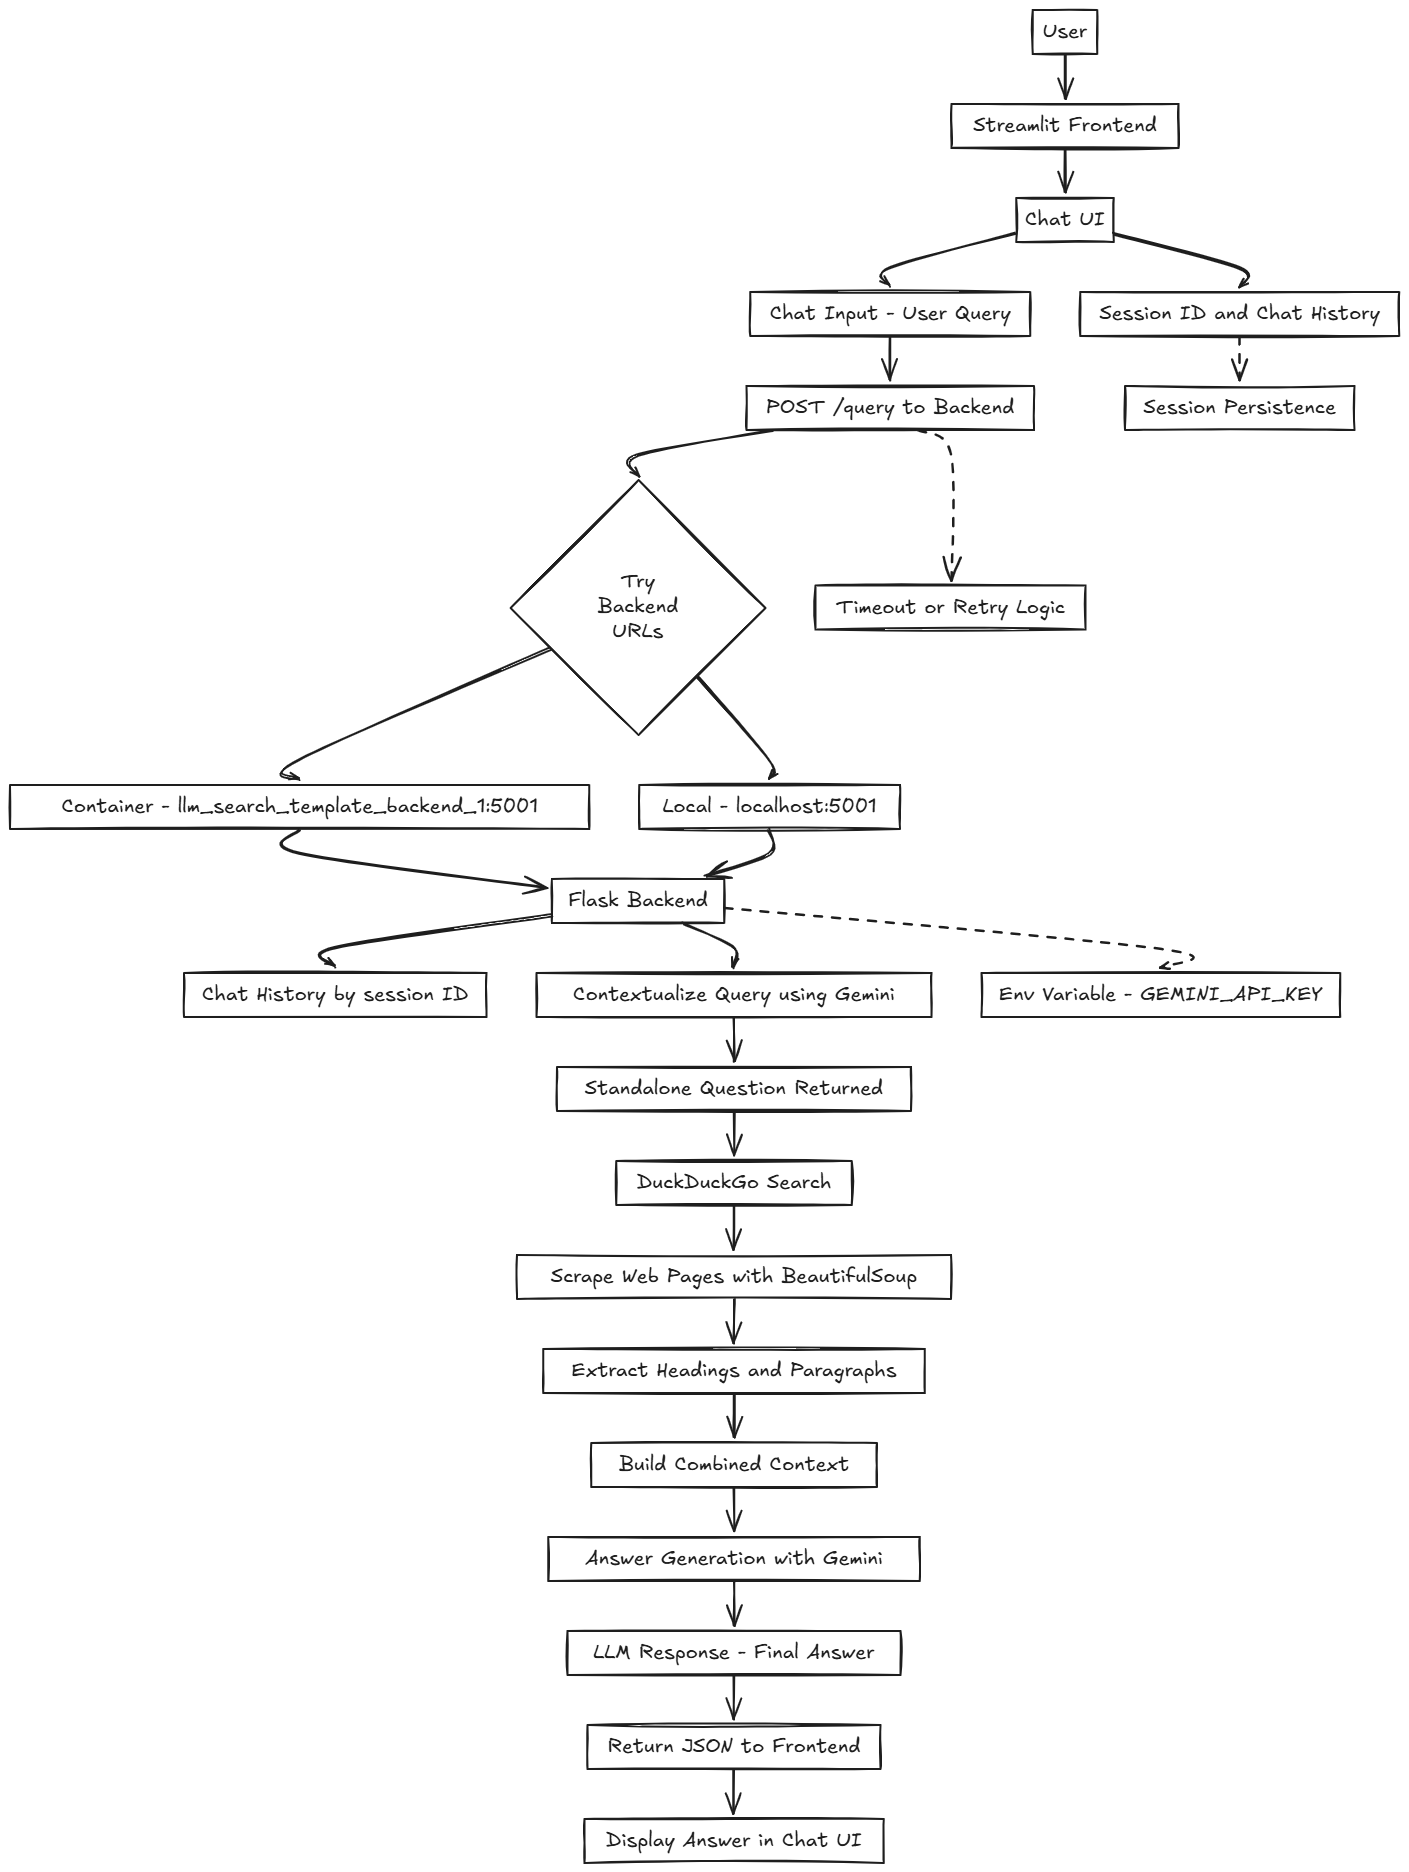 User
Streamlit Frontend
Chat UI
Chat Input - User Query
Session ID and Chat History
POST /query to Backend
Session Persistence
Try
Backend
URLs
Timeout or Retry Logic
Container - llm_search_template_backend_1:5001
Local - localhost:5001
Flask Backend
Chat History by session ID
Contextualize Query using Gemini
Env Variable - GEMINI_API_KEY
Standalone Question Returned
DuckDuckGo Search
Scrape Web Pages with BeautifulSoup
Extract Headings and Paragraphs
Build Combined Context
Answer Generation with Gemini
LLM Response - Final Answer
Return JSON to Frontend
Display Answer in Chat UI